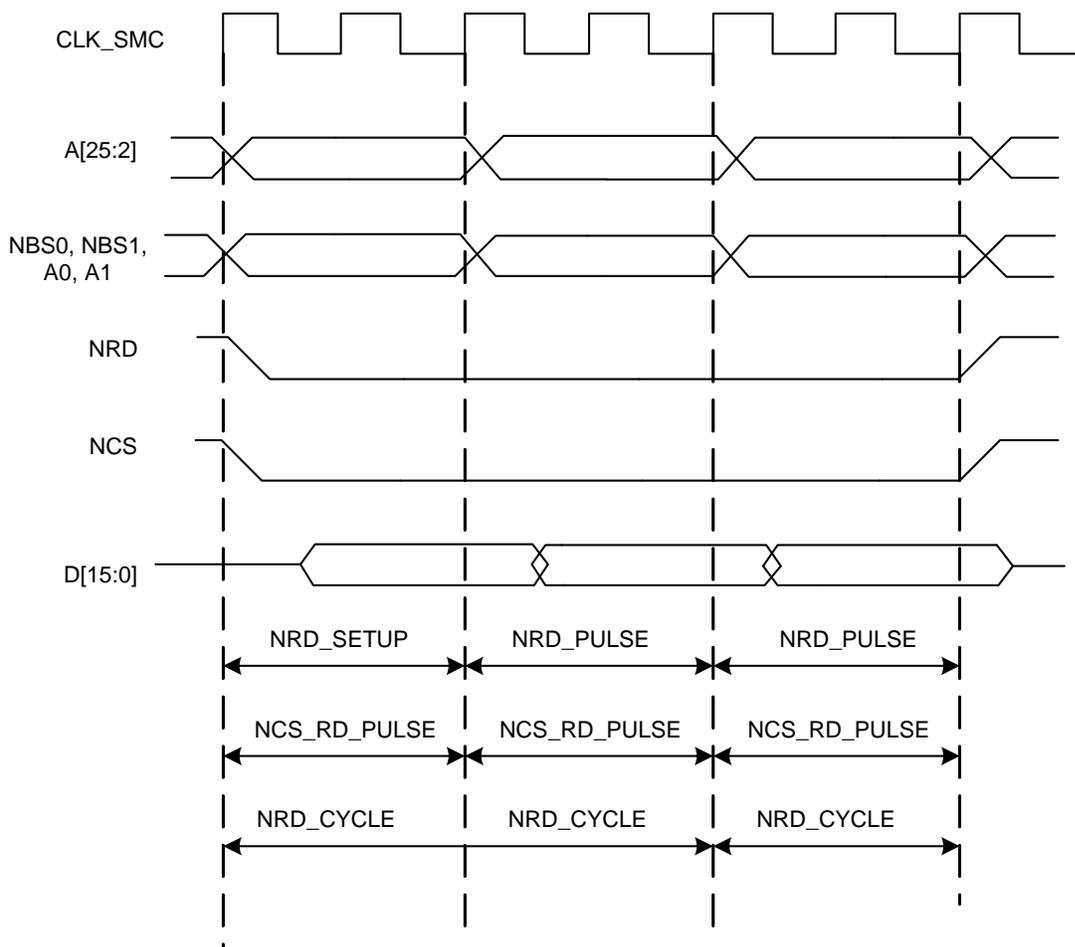 CLK_SMC
A[25:2]
NBS0, NBS1,
A0, A1
NRD
NCS
D[15:0]
NRD_SETUP NRD_PULSE NRD_PULSE
NCS_RD_PULSE NCS_RD_PULSE NCS_RD_PULSE
NRD_CYCLE NRD_CYCLE NRD_CYCLE